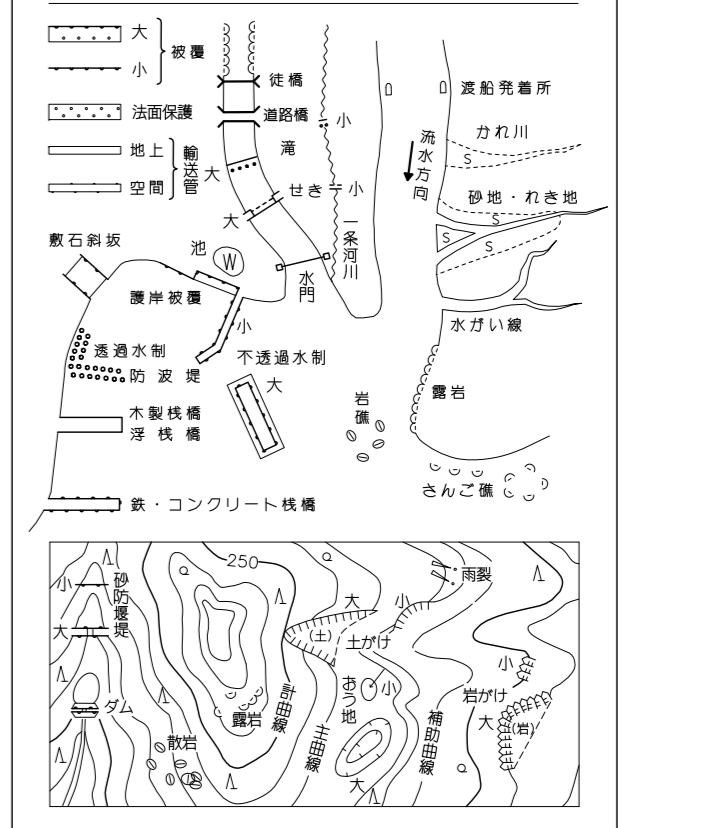 大
小
被覆
法面保護
地上
空間
輸送管
徒橋
道路橋
滝
小
大
せき
小
大
一条河川
池
W
水門
渡船発着所
流水方向
かれ川
S
砂地・れき地
S
S
S
水がい線
敷石斜坂
護岸被覆
小
透過水制
不透過水制
防波堤
大
木製桟橋
浮桟橋
岩礁
露岩
さんご礁
鉄・コンクリート桟橋
250
小
砂防堰堤
大
ダム
散岩
露岩
計曲線
主曲線
大
小
(土)
土がけ
雨裂
おう地
小
大
補助曲線
小
岩がけ
大
(岩)